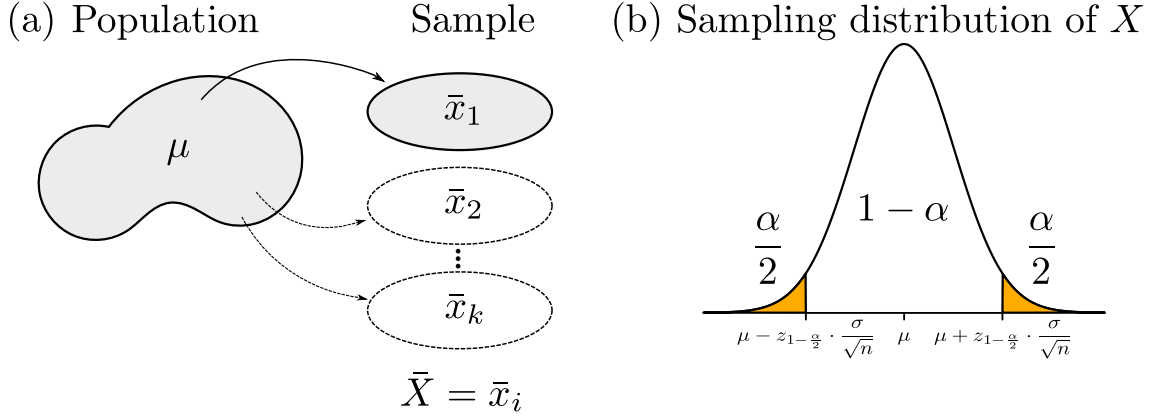 (a) Population
Sample
μ
x̄₁
x̄₂
x̄ₖ
X̄ = x̄ᵢ
(b) Sampling distribution of X
1 − α
α/2
α/2
μ − z₁₋α/2 · σ/√n
μ
μ + z₁₋α/2 · σ/√n